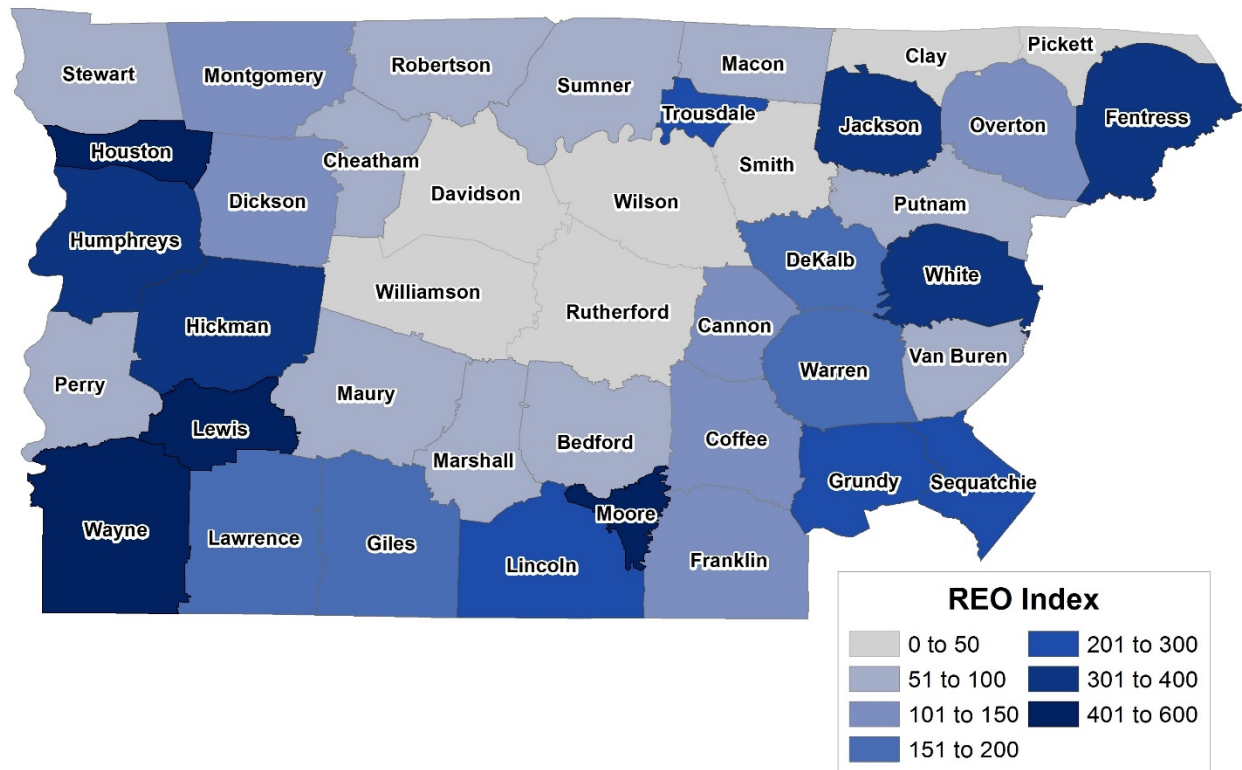 Pickett
Clay
Macon
Robertson
Stewart
Montgomery
Sumner
Trousdale
Fentress
Jackson
Overton
Houston
Cheatham
Smith
Davidson
Wilson
Dickson
Putnam
Humphreys
DeKalb
White
Williamson
Rutherford
Cannon
Hickman
Van Buren
Warren
Perry
Maury
Lewis
Bedford
Coffee
Marshall
Grundy
Sequatchie
Moore
Wayne
Lawrence
Giles
Lincoln
Franklin
REO Index
0 to 50
51 to 100
101 to 150
151 to 200
201 to 300
301 to 400
401 to 600